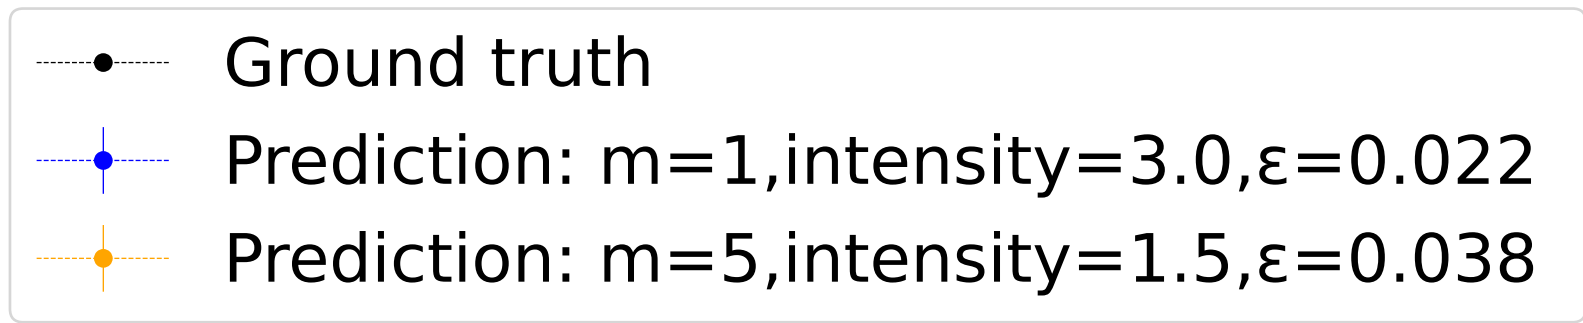 Ground truth
Prediction: m=1,intensity=3.0,ε=0.022
Prediction: m=5,intensity=1.5,ε=0.038